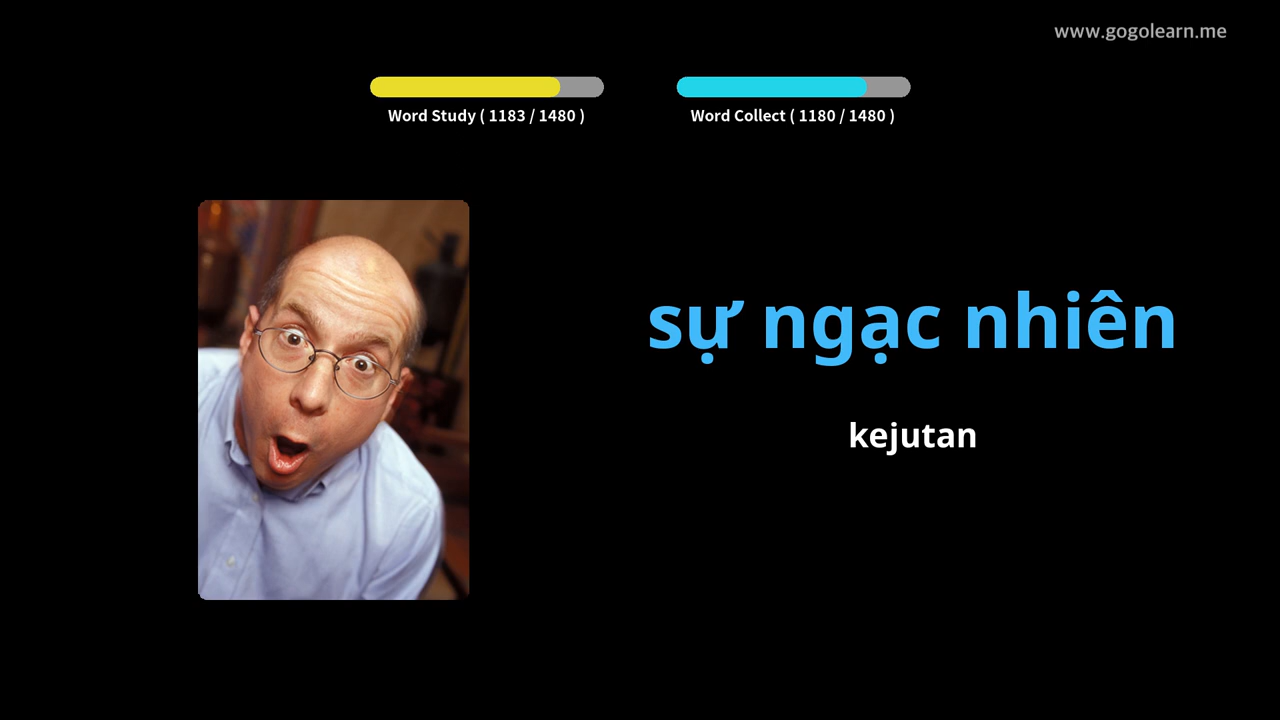 www.gogolearn.me
Word Study ( 1183 / 1480 )
Word Collect ( 1180 / 1480 )
sự ngạc nhiên
kejutan